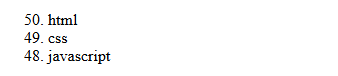 50. html
49. css
48. javascript